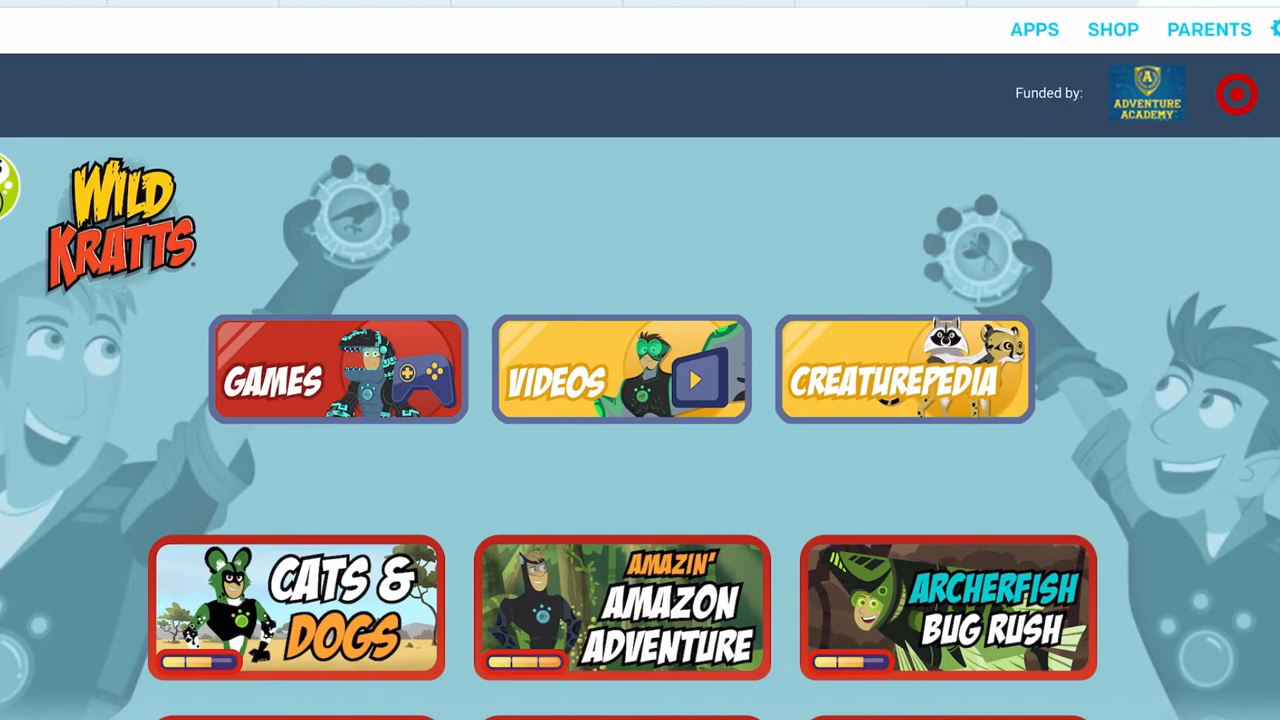 APPS SHOP PARENTS
Funded by:
ADVENTURE
ACADEMY
WILD
KRATTS
GAMES
VIDEOS
CREATUREPEDIA
CATS &
DOGS
AMAZIN'
AMAZON
ADVENTURE
ARCHERFISH
BUG RUSH